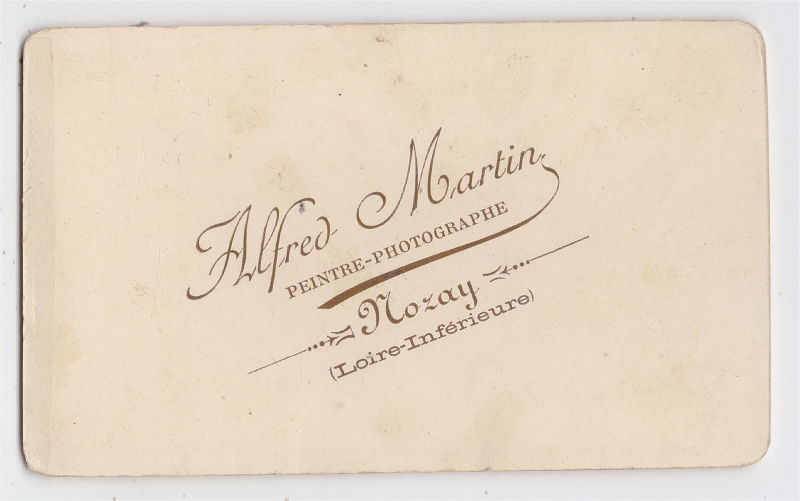 Alfred Martin
PEINTRE-PHOTOGRAPHE
Nozay
(Loire-Inférieure)